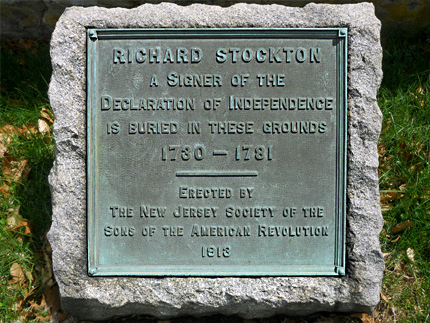 RICHARD STOCKTON
A SIGNER OF THE
DECLARATION OF INDEPENDENCE
IS BURIED IN THESE GROUNDS
1730 – 1781
ERECTED BY
THE NEW JERSEY SOCIETY OF THE
SONS OF THE AMERICAN REVOLUTION
1913